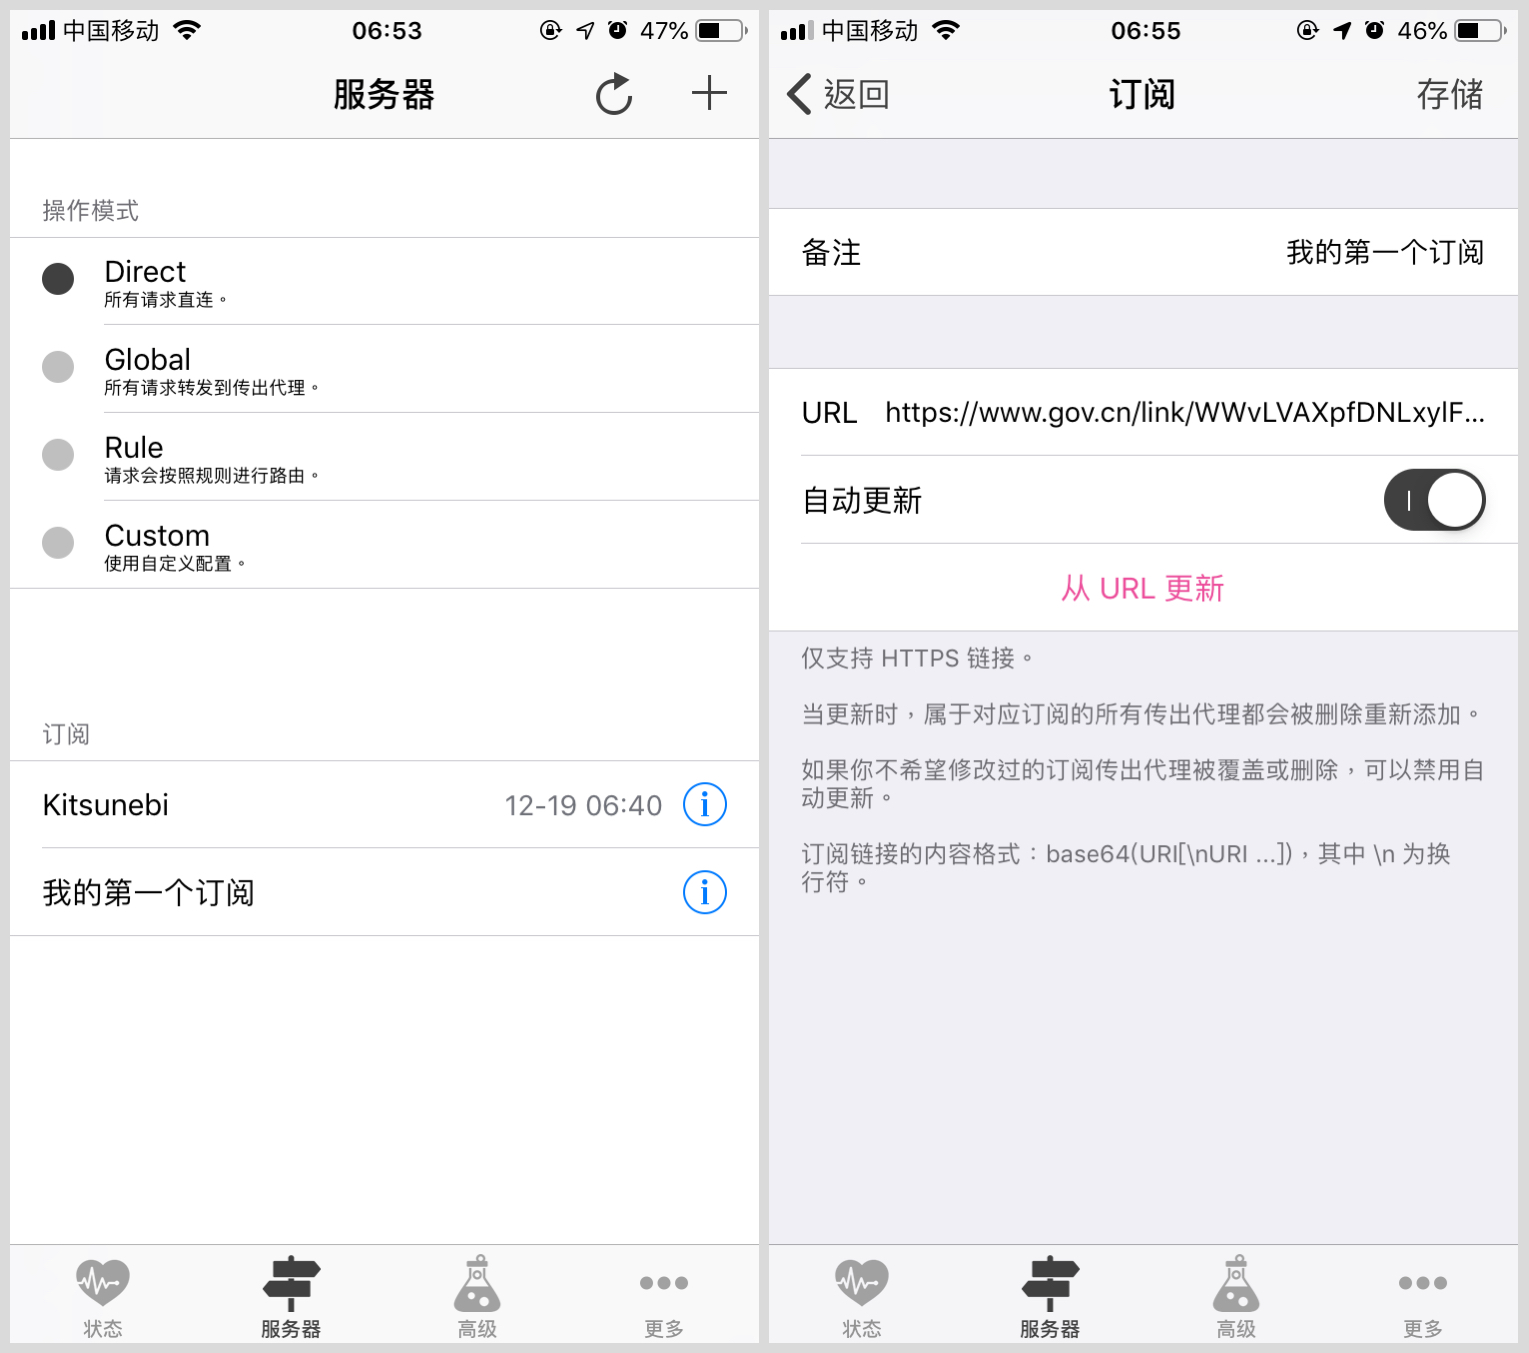 中国移动
06:53
47%
服务器
操作模式
Direct
所有请求直连。
Global
所有请求转发到传出代理。
Rule
请求会按照规则进行路由。
Custom
使用自定义配置。
订阅
Kitsunebi
12-19 06:40
我的第一个订阅
状态
服务器
高级
更多
中国移动
06:55
46%
返回
订阅
存储
备注
我的第一个订阅
URL
https://www.gov.cn/link/WWvLVAXpfDNLxylF...
自动更新
从 URL 更新
仅支持 HTTPS 链接。
当更新时，属于对应订阅的所有传出代理都会被删除重新添加。
如果你不希望修改过的订阅传出代理被覆盖或删除，可以禁用自
动更新。
订阅链接的内容格式：base64(URI[\nURI ...])，其中 \n 为换
行符。
状态
服务器
高级
更多